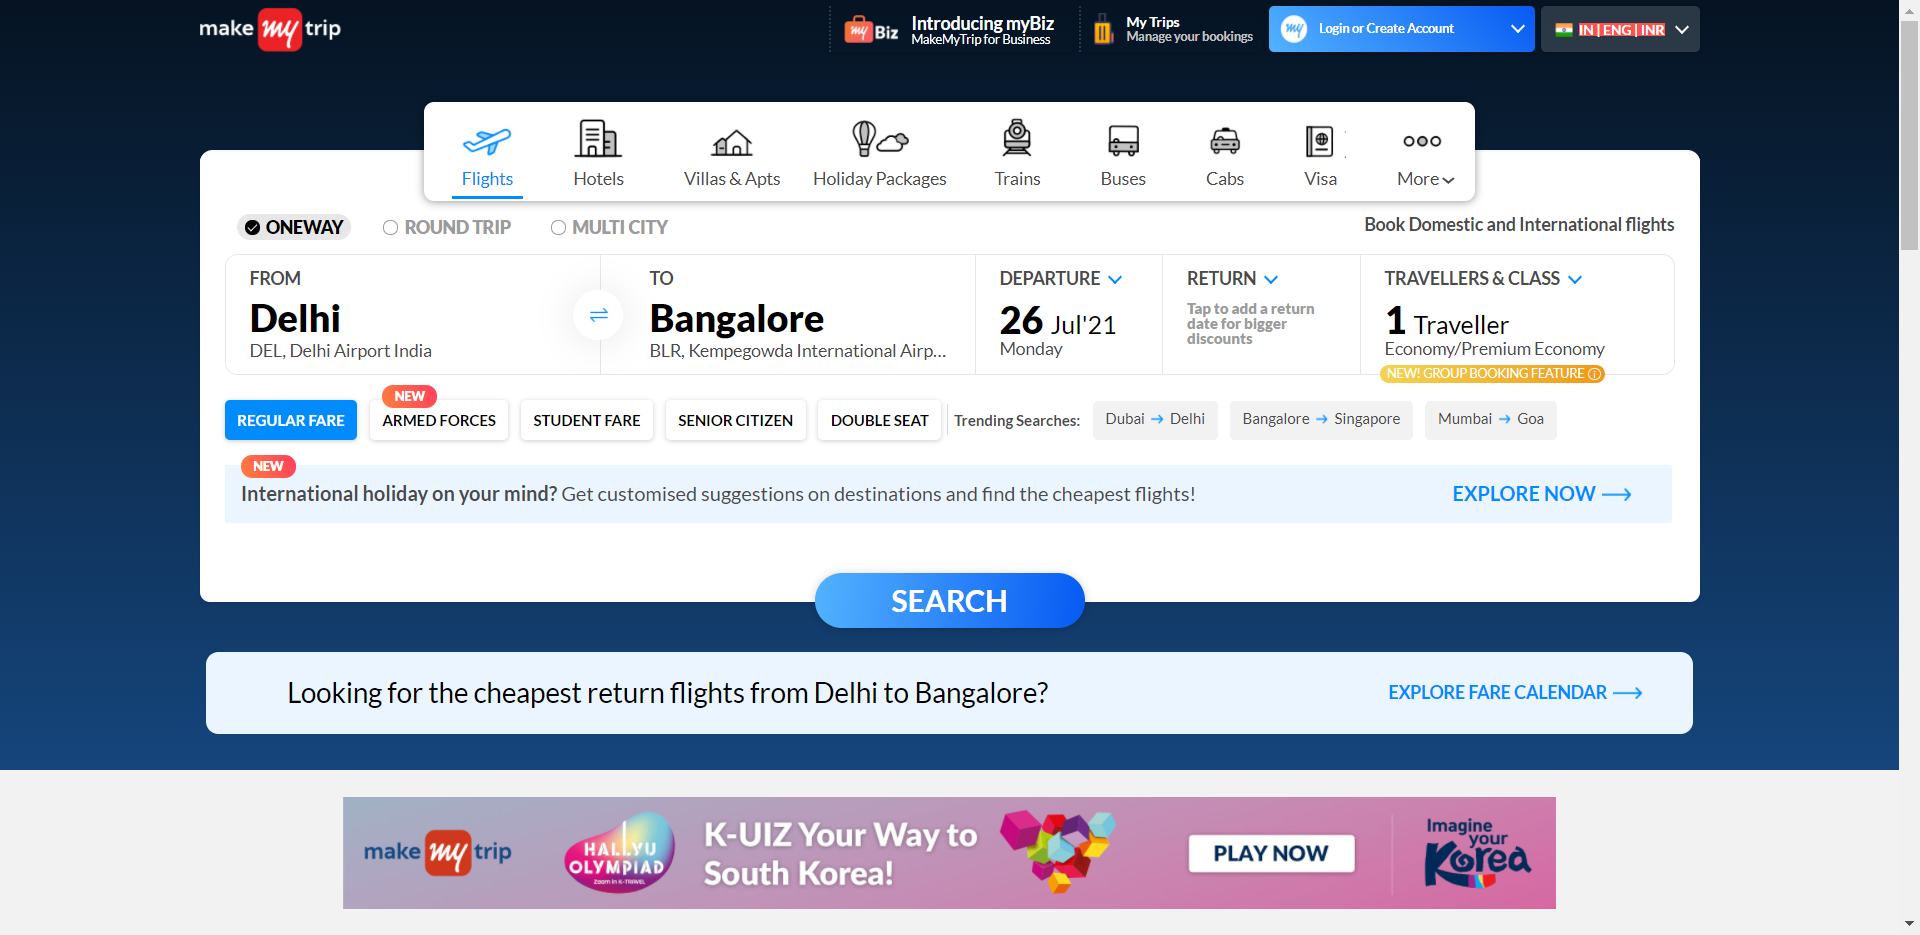 make my trip
my Biz
Introducing myBiz
MakeMyTrip for Business
My Trips
Manage your bookings
my
Login or Create Account
IN | ENG | INR
Flights
Hotels
Villas & Apts
Holiday Packages
Trains
Buses
Cabs
Visa
More
ONEWAY
ROUND TRIP
MULTI CITY
Book Domestic and International flights
FROM
Delhi
DEL, Delhi Airport India
TO
Bangalore
BLR, Kempegowda International Airp...
DEPARTURE
26 Jul'21
Monday
RETURN
Tap to add a return
date for bigger
discounts
TRAVELLERS & CLASS
1 Traveller
Economy/Premium Economy
NEW! GROUP BOOKING FEATURE
REGULAR FARE
NEW
ARMED FORCES
STUDENT FARE
SENIOR CITIZEN
DOUBLE SEAT
Trending Searches:
Dubai → Delhi
Bangalore → Singapore
Mumbai → Goa
NEW
International holiday on your mind? Get customised suggestions on destinations and find the cheapest flights!
EXPLORE NOW
SEARCH
Looking for the cheapest return flights from Delhi to Bangalore?
EXPLORE FARE CALENDAR
make my trip
HALLYU
OLYMPIAD
Zoom in K-TRAVEL
K-UIZ Your Way to
South Korea!
PLAY NOW
Imagine
your
Korea